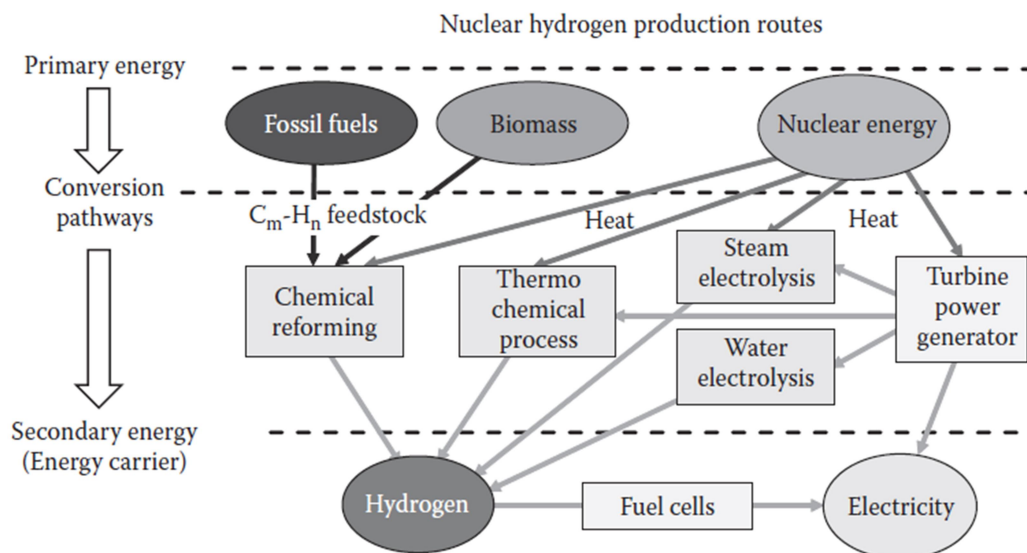 Nuclear hydrogen production routes
Primary energy
Fossil fuels
Biomass
Nuclear energy
Conversion
pathways
Cm-Hn feedstock
Heat
Heat
Chemical
reforming
Thermo
chemical
process
Steam
electrolysis
Water
electrolysis
Turbine
power
generator
Secondary energy
(Energy carrier)
Hydrogen
Fuel cells
Electricity